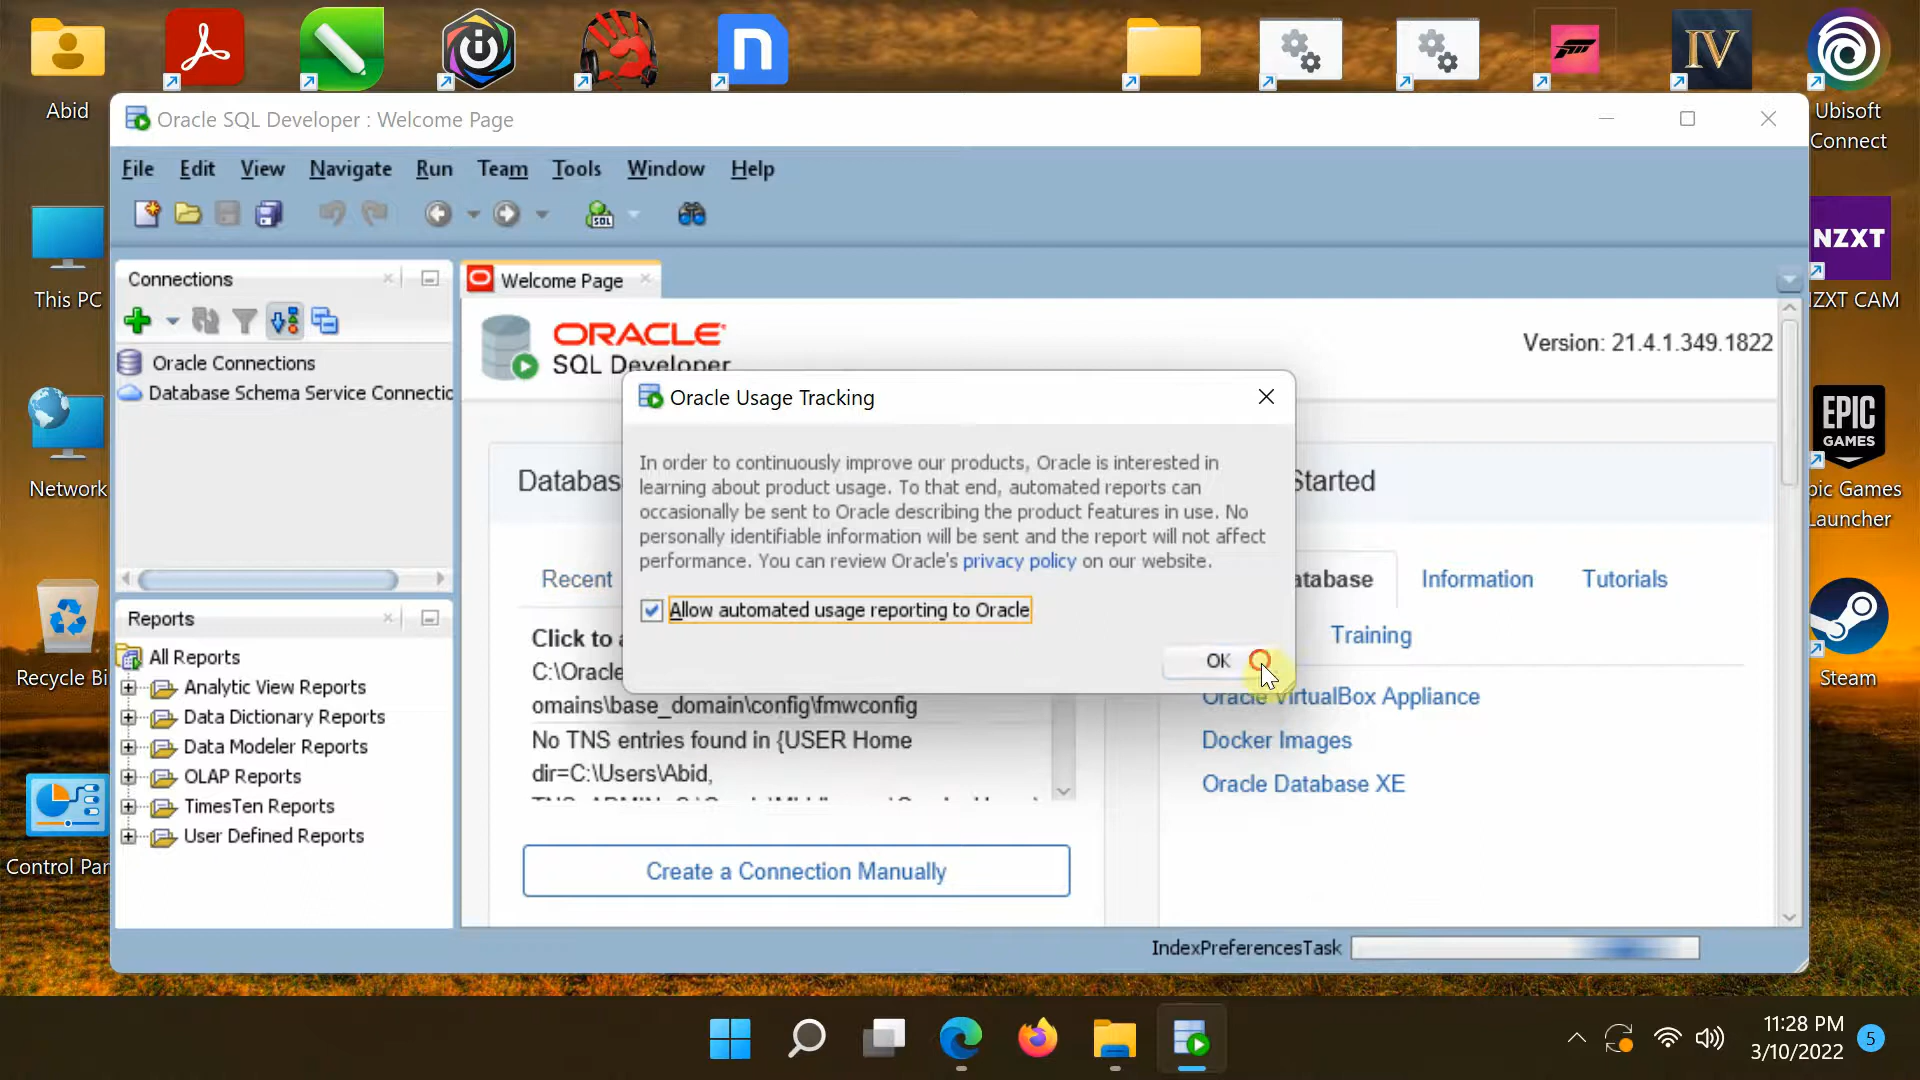 Abid
Ubisoft
Connect
This PC
NZXT
NZXT CAM
Network
EPIC
GAMES
Epic Games
Launcher
Recycle Bi
Steam
Control Par
n
IV
Oracle SQL Developer : Welcome Page
File Edit View Navigate Run Team Tools Window Help
SQL
Connections
Oracle Connections
Database Schema Service Connectio
Reports
All Reports
Analytic View Reports
Data Dictionary Reports
Data Modeler Reports
OLAP Reports
TimesTen Reports
User Defined Reports
Welcome Page
ORACLE
SQL Developer
Version: 21.4.1.349.1822
Databas
Started
Recent
atabase
Information
Tutorials
Training
Click to a
C:\Oracle
omains\base_domain\config\fmwconfig
No TNS entries found in {USER Home
dir=C:\Users\Abid,
Oracle VirtualBox Appliance
Docker Images
Oracle Database XE
Create a Connection Manually
Oracle Usage Tracking
In order to continuously improve our products, Oracle is interested in
learning about product usage. To that end, automated reports can
occasionally be sent to Oracle describing the product features in use. No
personally identifiable information will be sent and the report will not affect
performance. You can review Oracle's privacy policy on our website.
Allow automated usage reporting to Oracle
OK
IndexPreferencesTask
11:28 PM
3/10/2022
5